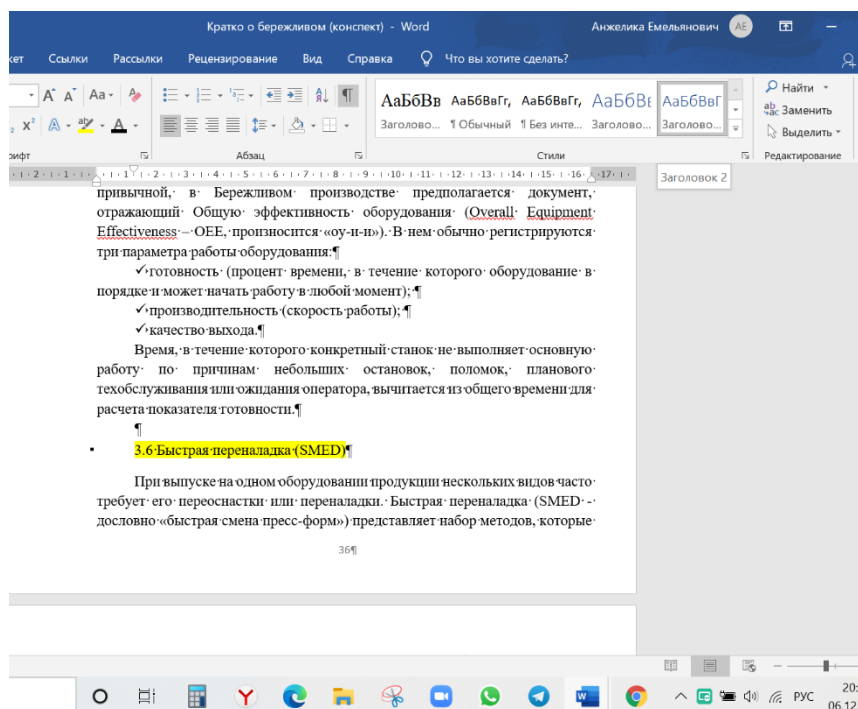 Кратко о бережливом (конспект) - Word Анжелика Емельянович АЕ
кет Ссылки Рассылки Рецензирование Вид Справка Что вы хотите сделать?
Aa
АаБбВв АаБбВвГг, АаБбВвГг, АаБбВв АаБбВвГ
Заголово... ¶ Обычный ¶ Без инте... Заголово... Заголово...
Найти
Заменить
Выделить
рифт Абзац Стили Редактирование
Заголовок 2
привычной, в Бережливом производстве предполагается документ,
отражающий Общую эффективность оборудования (Overall Equipment
Effectiveness – OEE, произносится «оу-и-и»). В нем обычно регистрируются
три параметра работы оборудования:¶
✓готовность (процент времени, в течение которого оборудование в
порядке и может начать работу в любой момент);¶
✓производительность (скорость работы);¶
✓качество выхода.¶
Время, в течение которого конкретный станок не выполняет основную
работу по причинам небольших остановок, поломок, планового
техобслуживания или ожидания оператора, вычитается из общего времени для
расчета показателя готовности.¶
¶
3.6 Быстрая переналадка (SMED)¶
При выпуске на одном оборудовании продукции нескольких видов часто
требует его переоснастки или переналадки. Быстрая переналадка (SMED -
дословно «быстрая смена пресс-форм») представляет набор методов, которые
36¶
РУС
20:
06.12